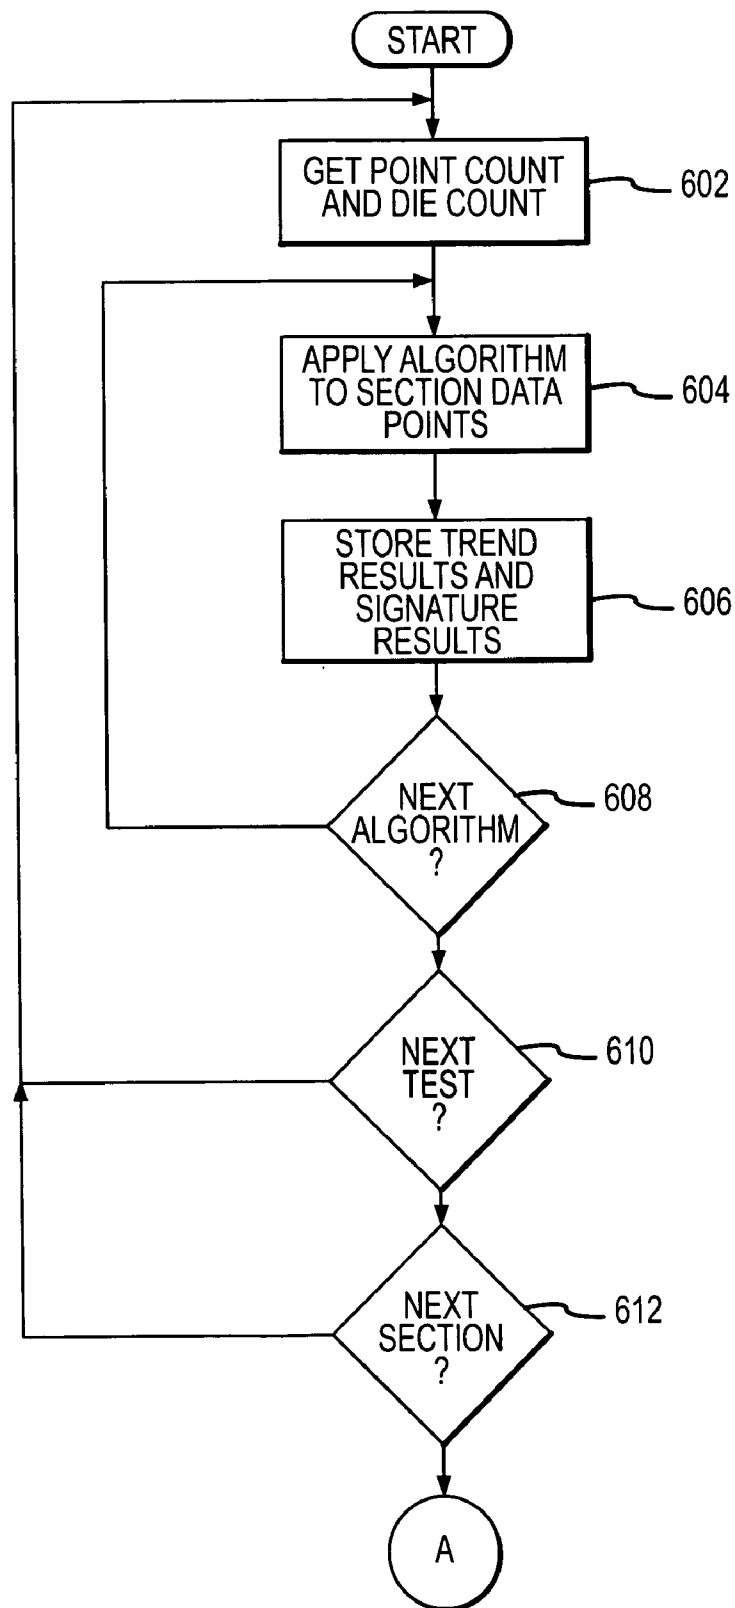 START
GET POINT COUNT
AND DIE COUNT
602
APPLY ALGORITHM
TO SECTION DATA
POINTS
604
STORE TREND
RESULTS AND
SIGNATURE
RESULTS
606
NEXT
ALGORITHM
?
608
NEXT
TEST
?
610
NEXT
SECTION
?
612
A